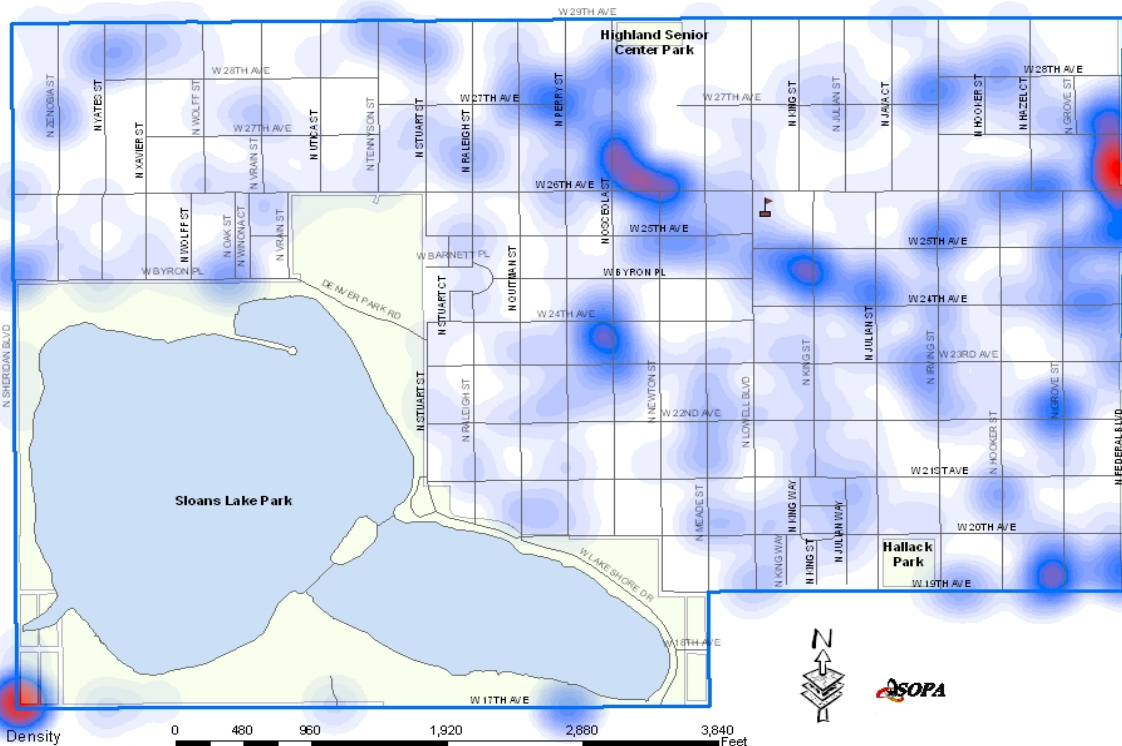 W 29TH AVE
Highland Senior
Center Park
W 28TH AVE
W 28TH AVE
N ZENOBIA ST
N YATES ST
N XAVIER ST
N WOLFF ST
N UTICA ST
N VRAIN ST
N TENNYSON ST
N STUART ST
N RALEIGH ST
N PERRY ST
W 27TH AVE
W 27TH AVE
W 27TH AVE
N KING ST
N JULIAN ST
N JAVA CT
N HOOKER ST
N HAZEL CT
N GROVE ST
W 26TH AVE
N OSCEOLA ST
N WOLFF ST
N OAK ST
N WINONA CT
N VRAIN ST
W 25TH AVE
W 25TH AVE
W BARNETT PL
N QUITMAN ST
W BYRON PL
W BYRON PL
DENVER PARK RD
N STUART CT
W 24TH AVE
W 24TH AVE
N JULIAN ST
N SHERIDAN BLVD
N KING ST
N IRVING ST
W 23RD AVE
N STUART ST
N RALEIGH ST
N NEWTON ST
W 22ND AVE
N LOWELL BLVD
N GROVE ST
N HOOKER ST
N FEDERAL BLVD
W 21ST AVE
Sloans Lake Park
N MEADE ST
N KING WAY
N JULIAN WAY
W 20TH AVE
N KING WAY
N KING ST
Hallack
Park
W 19TH AVE
W LAKE SHORE DR
W 18TH AVE
N
SOPA
W 17TH AVE
Density
0 480 960 1,920 2,880 3,840
Feet